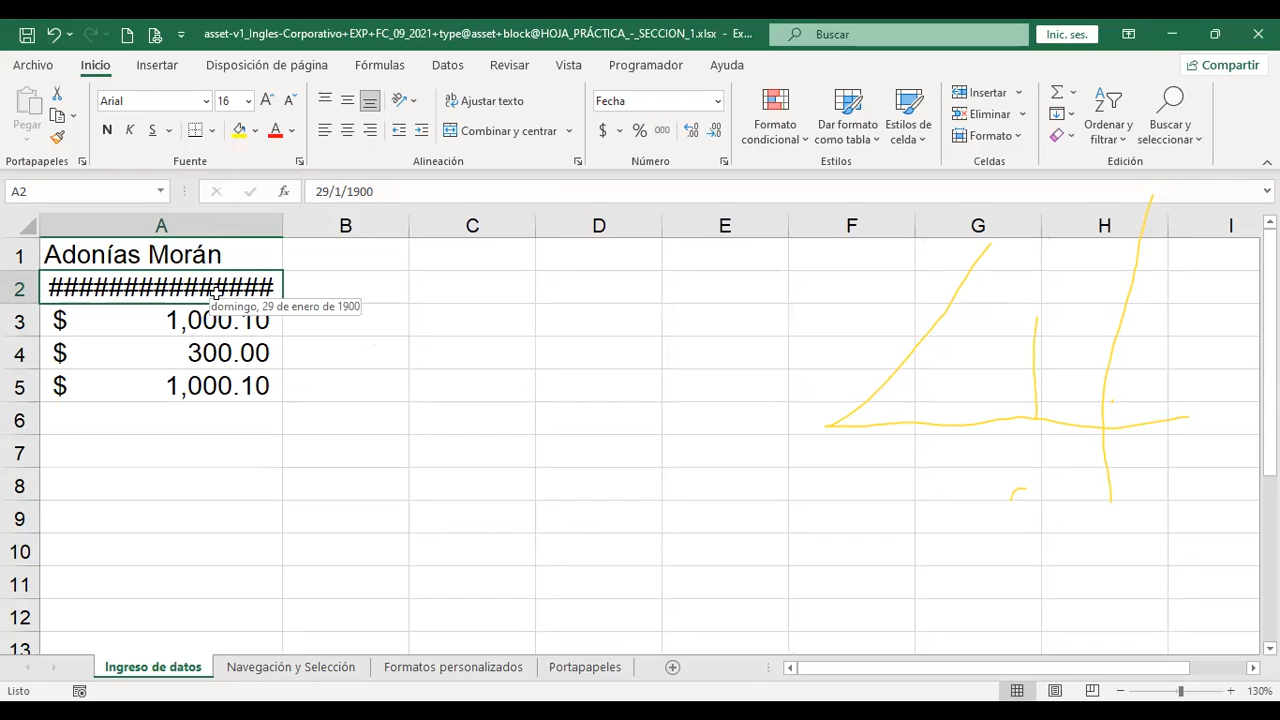 asset-v1_Ingles-Corporativo+EXP+FC_09_2021+type@asset+block@HOJA_PRÁCTICA_-_SECCION_1.xlsx - Ex...
Buscar
Inic. ses.
Archivo Inicio Insertar Disposición de página Fórmulas Datos Revisar Vista Programador Ayuda
Compartir
Pegar
Arial 16
N K S
Ajustar texto
Combinar y centrar
Fecha
$ % 000
Formato condicional
Dar formato como tabla
Estilos de celda
Insertar
Eliminar
Formato
Ordenar y filtrar
Buscar y seleccionar
Portapapeles Fuente Alineación Número Estilos Celdas Edición
A2 fx 29/1/1900
A B C D E F G H I
1 Adonías Morán
2 ###############
domingo, 29 de enero de 1900
3 $ 1,000.10
4 $ 300.00
5 $ 1,000.10
6
7
8
9
10
11
12
13
Ingreso de datos Navegación y Selección Formatos personalizados Portapapeles
Listo 130%